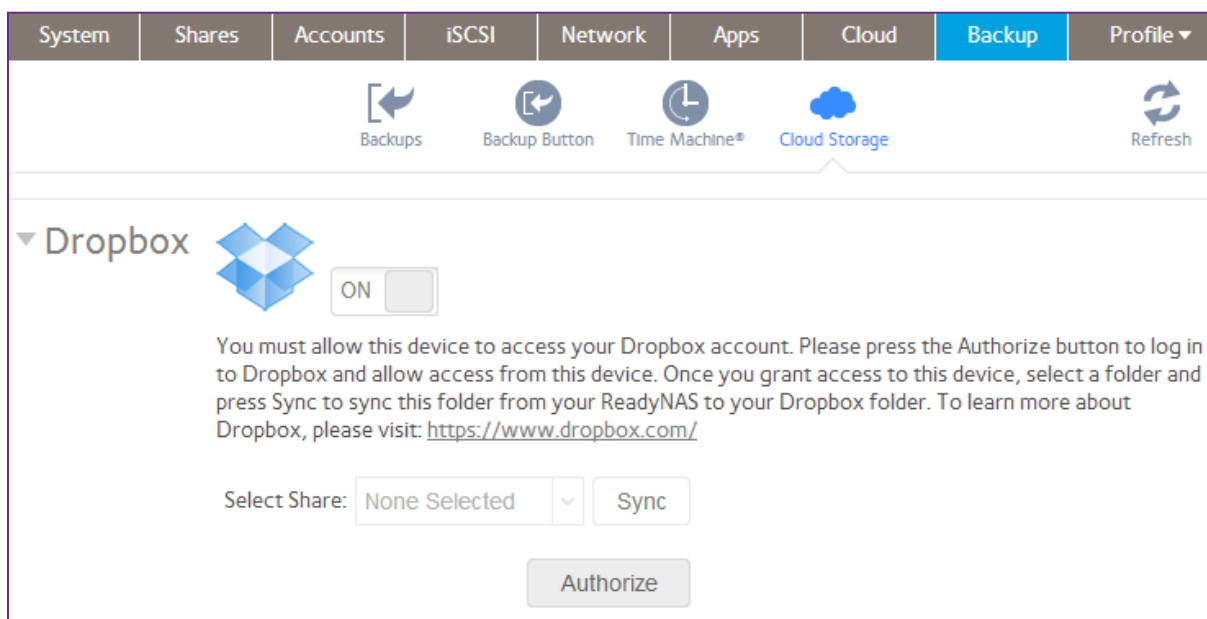 System Shares Accounts iSCSI Network Apps Cloud Backup Profile ▾
Backups Backup Button Time Machine® Cloud Storage Refresh
Dropbox
ON
You must allow this device to access your Dropbox account. Please press the Authorize button to log in
to Dropbox and allow access from this device. Once you grant access to this device, select a folder and
press Sync to sync this folder from your ReadyNAS to your Dropbox folder. To learn more about
Dropbox, please visit: https://www.dropbox.com/
Select Share: None Selected Sync
Authorize